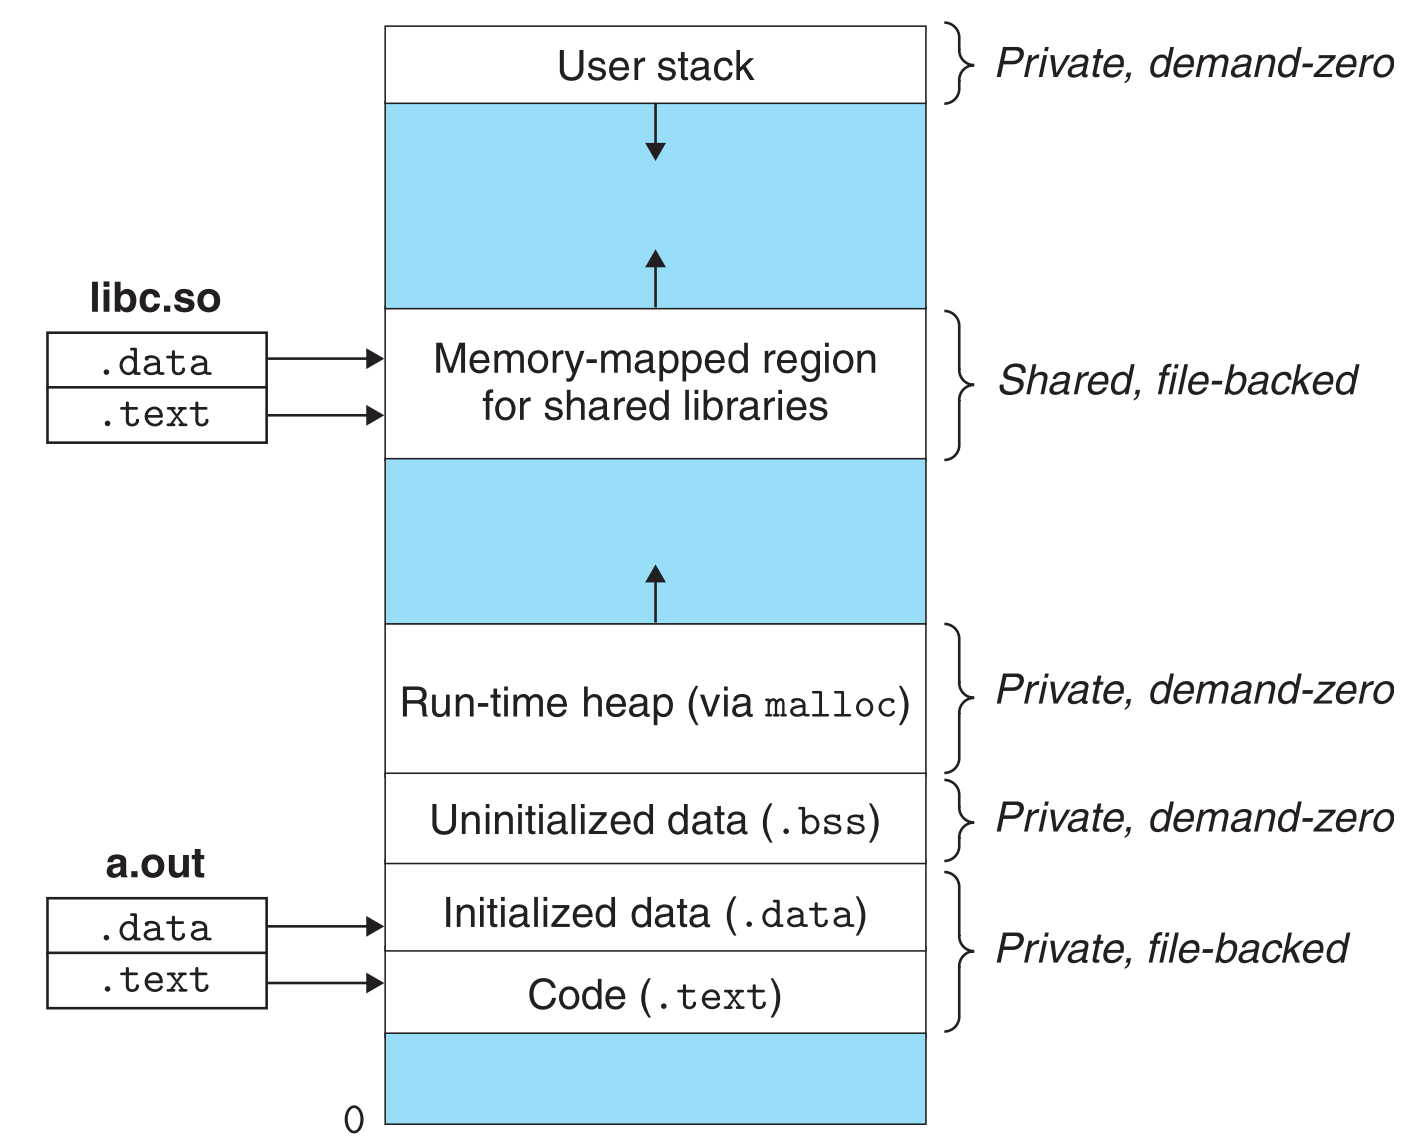 User stack
Private, demand-zero
libc.so
.data
.text
Memory-mapped region
for shared libraries
Shared, file-backed
Run-time heap (via malloc)
Private, demand-zero
Uninitialized data (.bss)
Private, demand-zero
a.out
.data
.text
Initialized data (.data)
Code (.text)
Private, file-backed
0